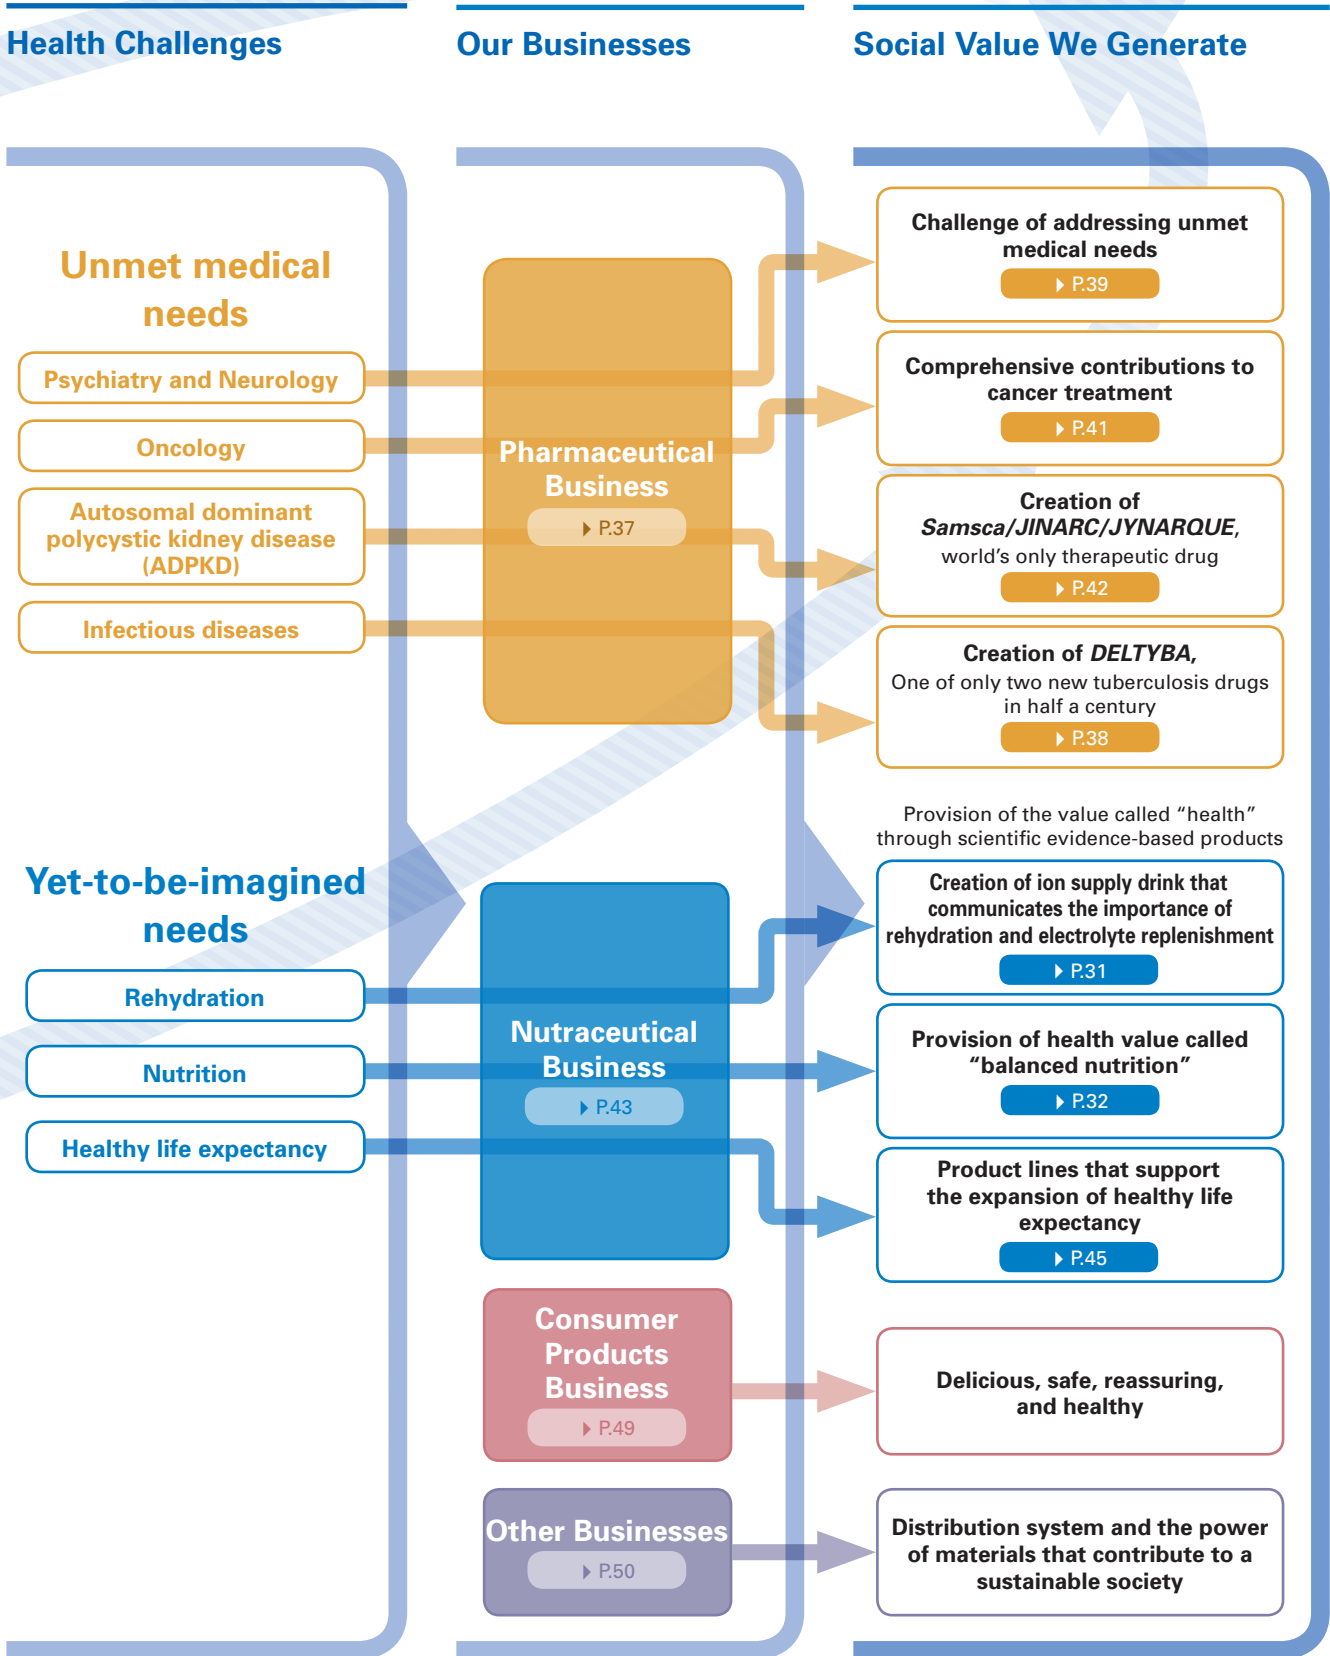 Health Challenges
Our Businesses
Social Value We Generate
Unmet medical
needs
Psychiatry and Neurology
Oncology
Autosomal dominant
polycystic kidney disease
(ADPKD)
Infectious diseases
Yet-to-be-imagined
needs
Rehydration
Nutrition
Healthy life expectancy
Pharmaceutical
Business
P.37
Nutraceutical
Business
P.43
Consumer
Products
Business
P.49
Other Businesses
P.50
Challenge of addressing unmet
medical needs
P.39
Comprehensive contributions to
cancer treatment
P.41
Creation of
Samsca/JINARC/JYNARQUE,
world's only therapeutic drug
P.42
Creation of DELTYBA,
One of only two new tuberculosis drugs
in half a century
P.38
Provision of the value called “health”
through scientific evidence-based products
Creation of ion supply drink that
communicates the importance of
rehydration and electrolyte replenishment
P.31
Provision of health value called
“balanced nutrition”
P.32
Product lines that support
the expansion of healthy life
expectancy
P.45
Delicious, safe, reassuring,
and healthy
Distribution system and the power
of materials that contribute to a
sustainable society